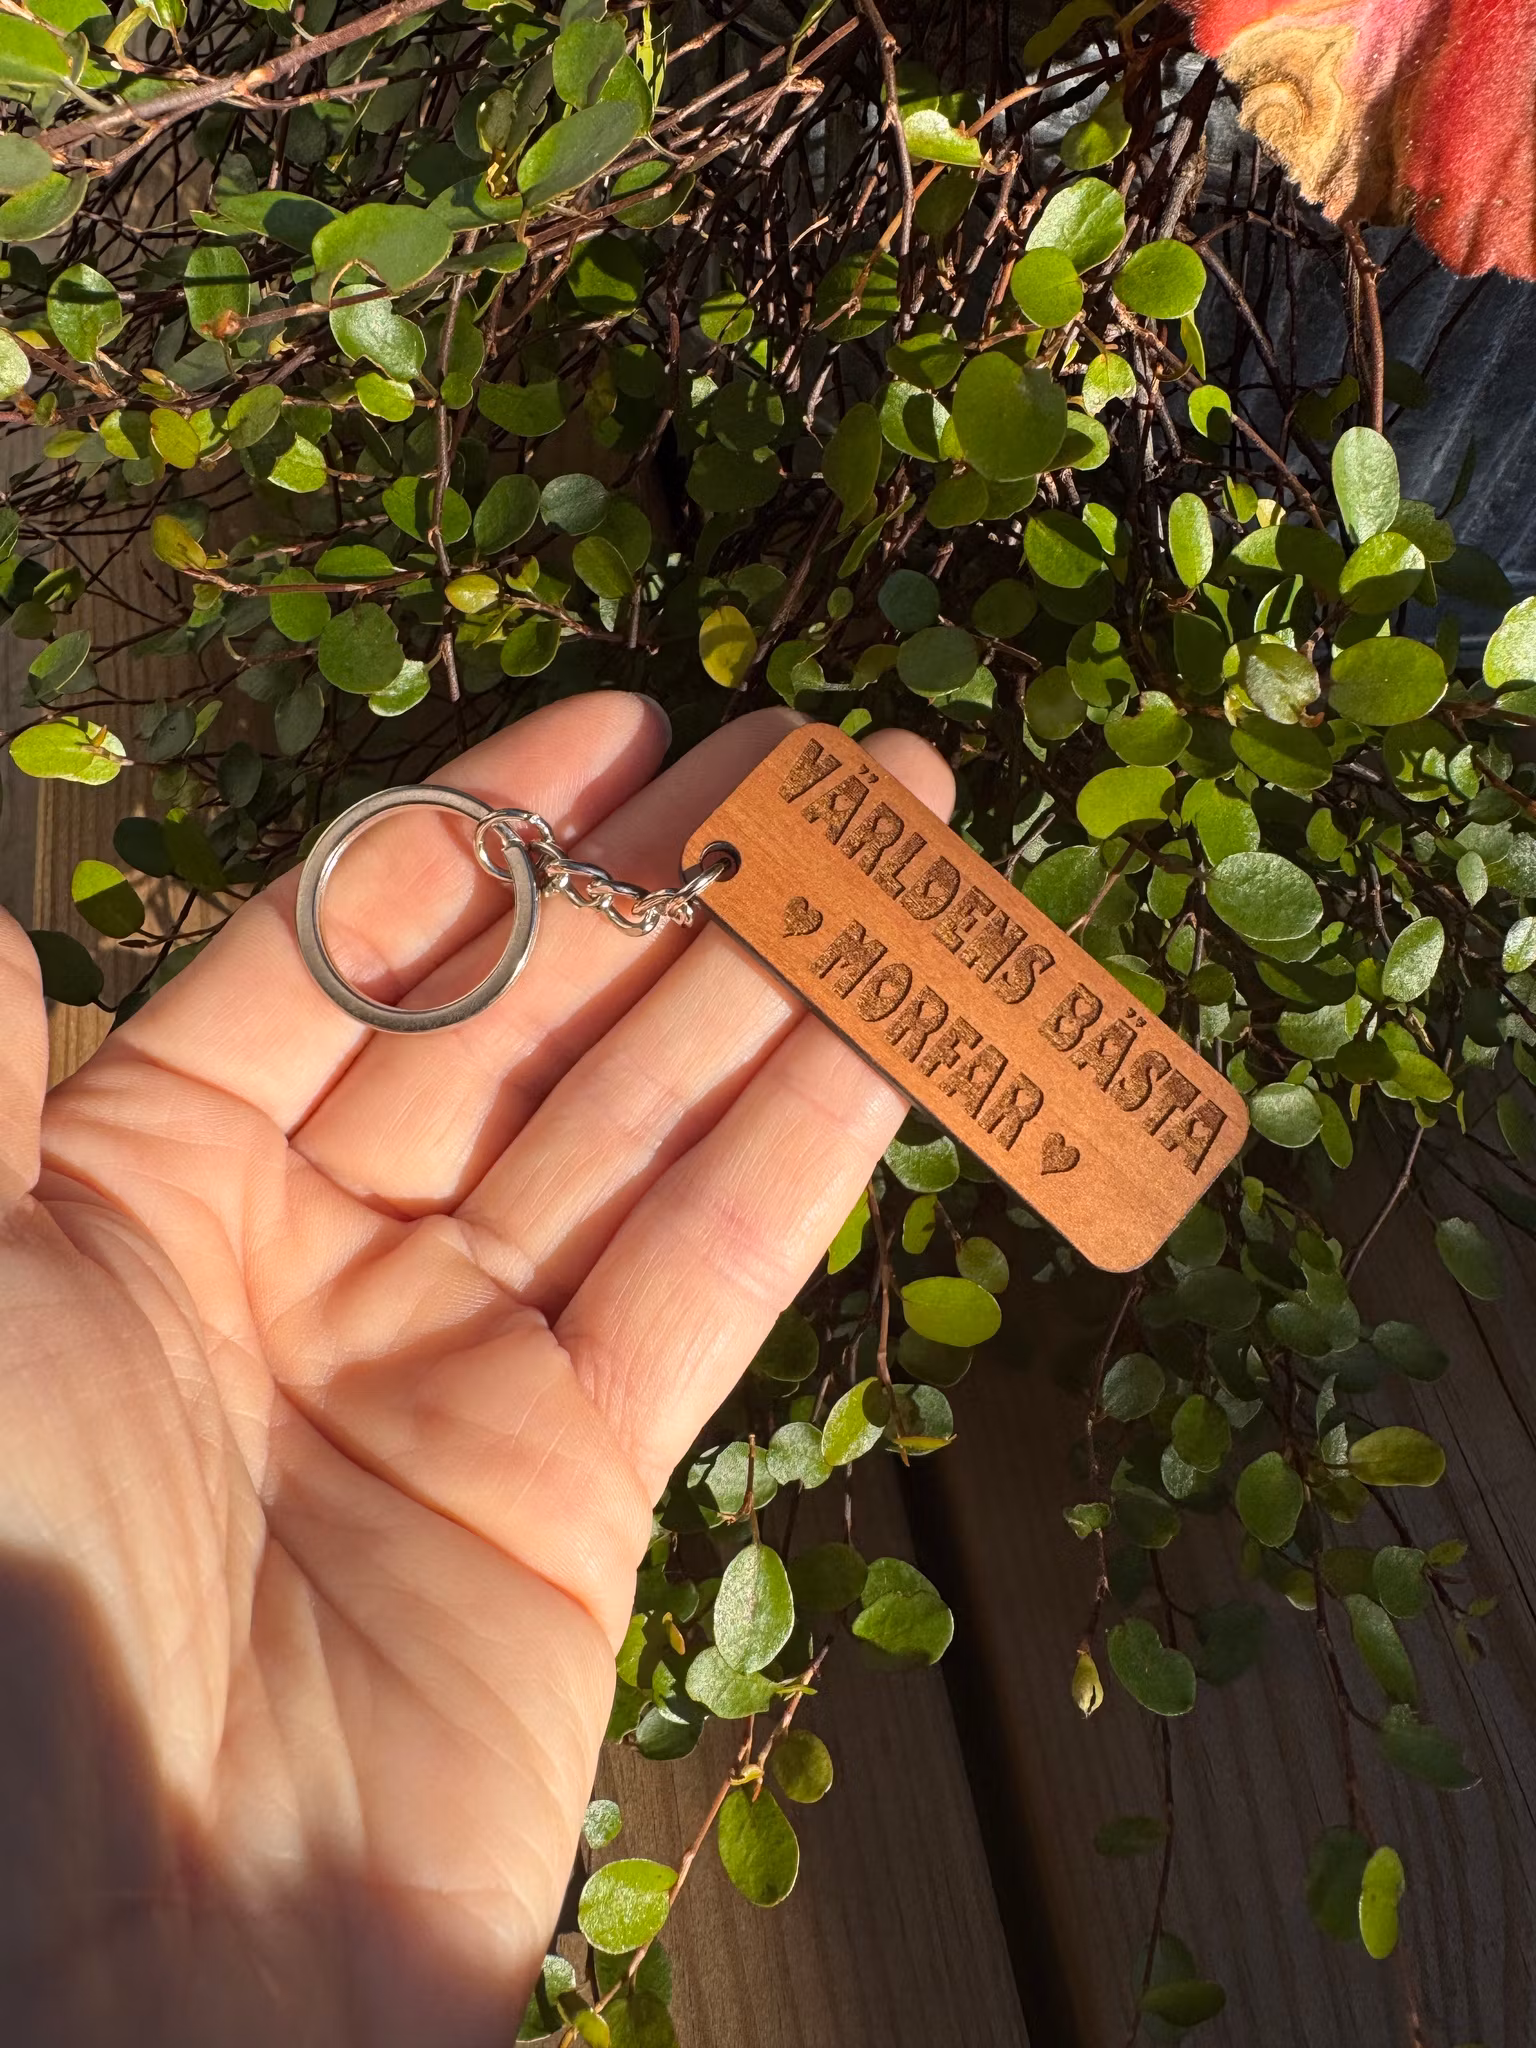 VÄRLDENS BÄSTA
♥ MORFAR ♥